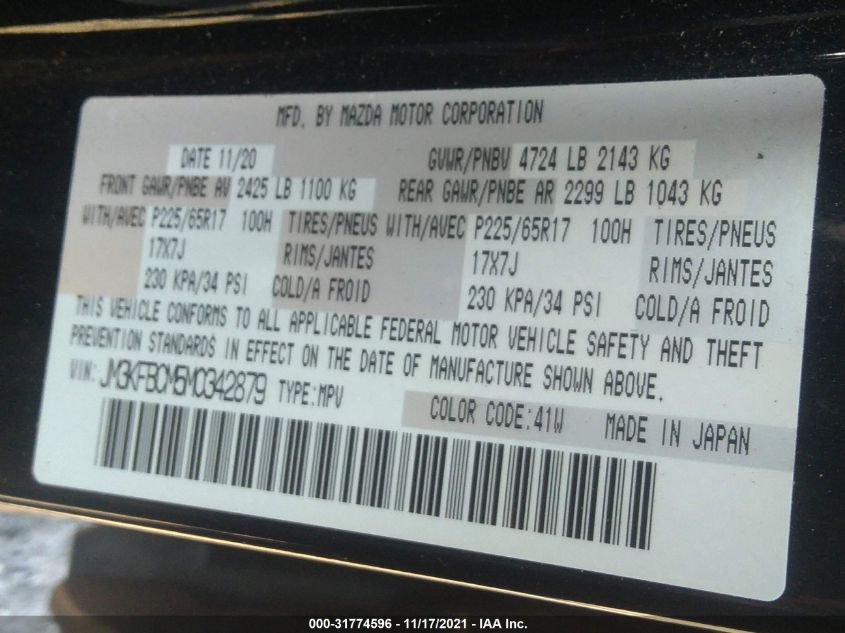 MFD. BY MAZDA MOTOR CORPORATION
DATE 11/20 GVWR/PNBV 4724 LB 2143 KG
FRONT GAWR/PNBE AV 2425 LB 1100 KG REAR GAWR/PNBE AR 2299 LB 1043 KG
WITH/AVEC P225/65R17 100H TIRES/PNEUS WITH/AVEC P225/65R17 100H TIRES/PNEUS
17X7J RIMS/JANTES 17X7J RIMS/JANTES
230 KPA/34 PSI COLD/A FROID 230 KPA/34 PSI COLD/A FROID
THIS VEHICLE CONFORMS TO ALL APPLICABLE FEDERAL MOTOR VEHICLE SAFETY AND THEFT
PREVENTION STANDARDS IN EFFECT ON THE DATE OF MANUFACTURE SHOWN ABOVE.
VIN: JM3KFBCM5M0342879 TYPE:MPV
COLOR CODE:41W MADE IN JAPAN
000-31774596 - 11/17/2021 - IAA Inc.